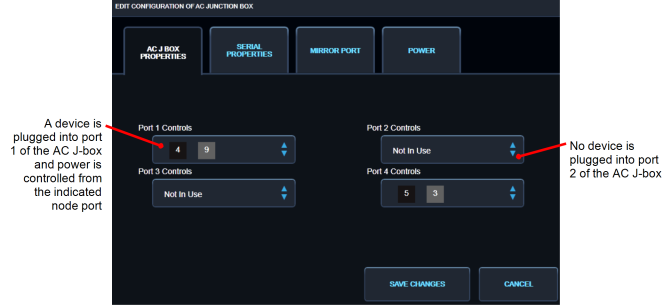 EDIT CONFIGURATION OF AC JUNCTION BOX
AC J BOX
PROPERTIES
SERIAL
PROPERTIES
MIRROR PORT
POWER
A device is
plugged into port
1 of the AC J-box
and power is
controlled from
the indicated
node port
Port 1 Controls
4 9
Port 2 Controls
Not In Use
No device is
plugged into port
2 of the AC J-box
Port 3 Controls
Not In Use
Port 4 Controls
5 3
SAVE CHANGES
CANCEL